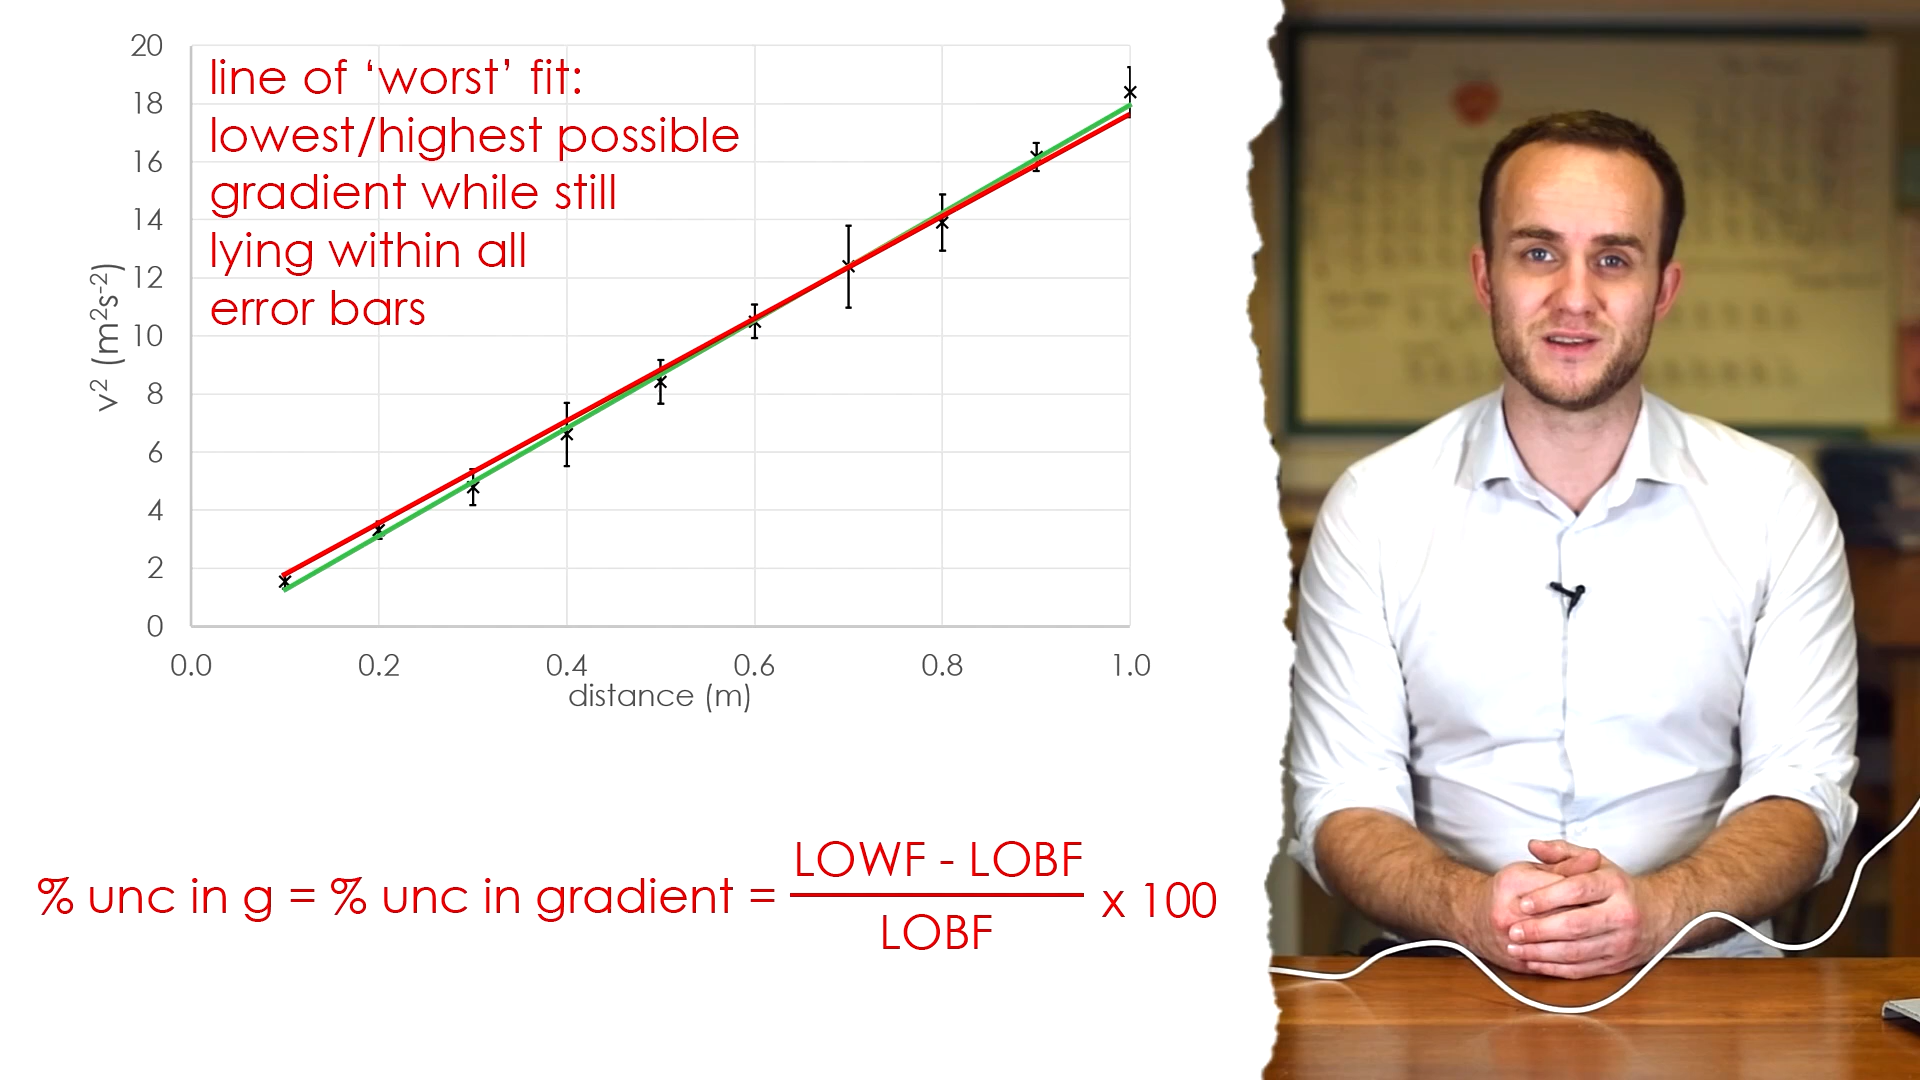 20
18
16
14
12
10
8
6
4
2
0
v² (m²s⁻²)
line of ‘worst’ fit:
lowest/highest possible
gradient while still
lying within all
error bars
0.0 0.2 0.4 0.6 0.8 1.0
distance (m)
% unc in g = % unc in gradient = LOWF - LOBF
LOBF
x 100